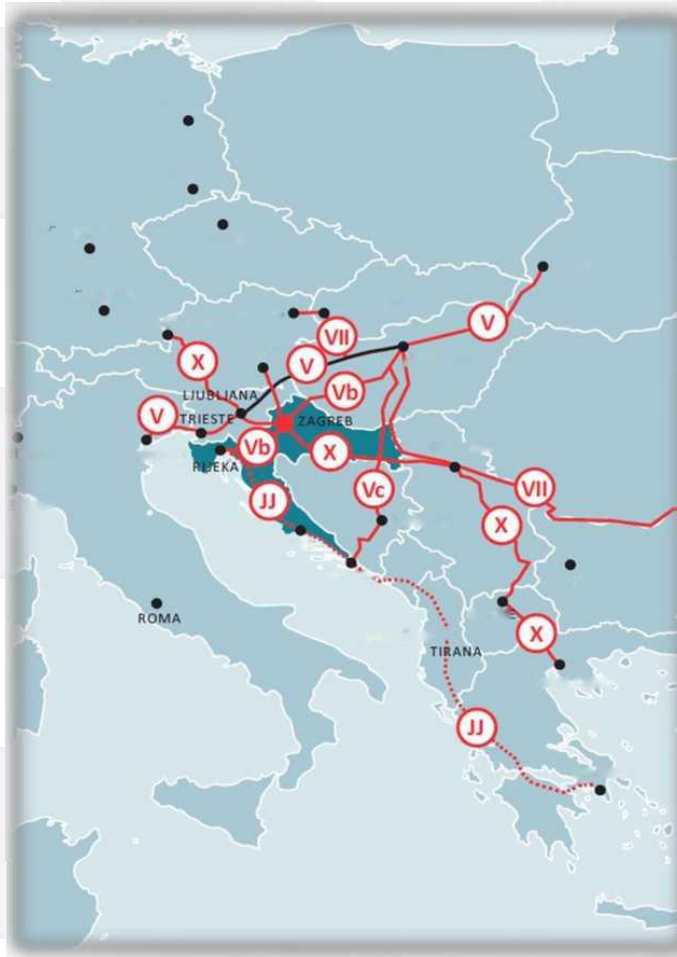 V
VII
X
V
Vb
LJUBLJANA
V
TRIESTE
ZAGREB
Vb
X
RIJEKA
VII
Vc
JJ
X
ROMA
X
TIRANA
JJ